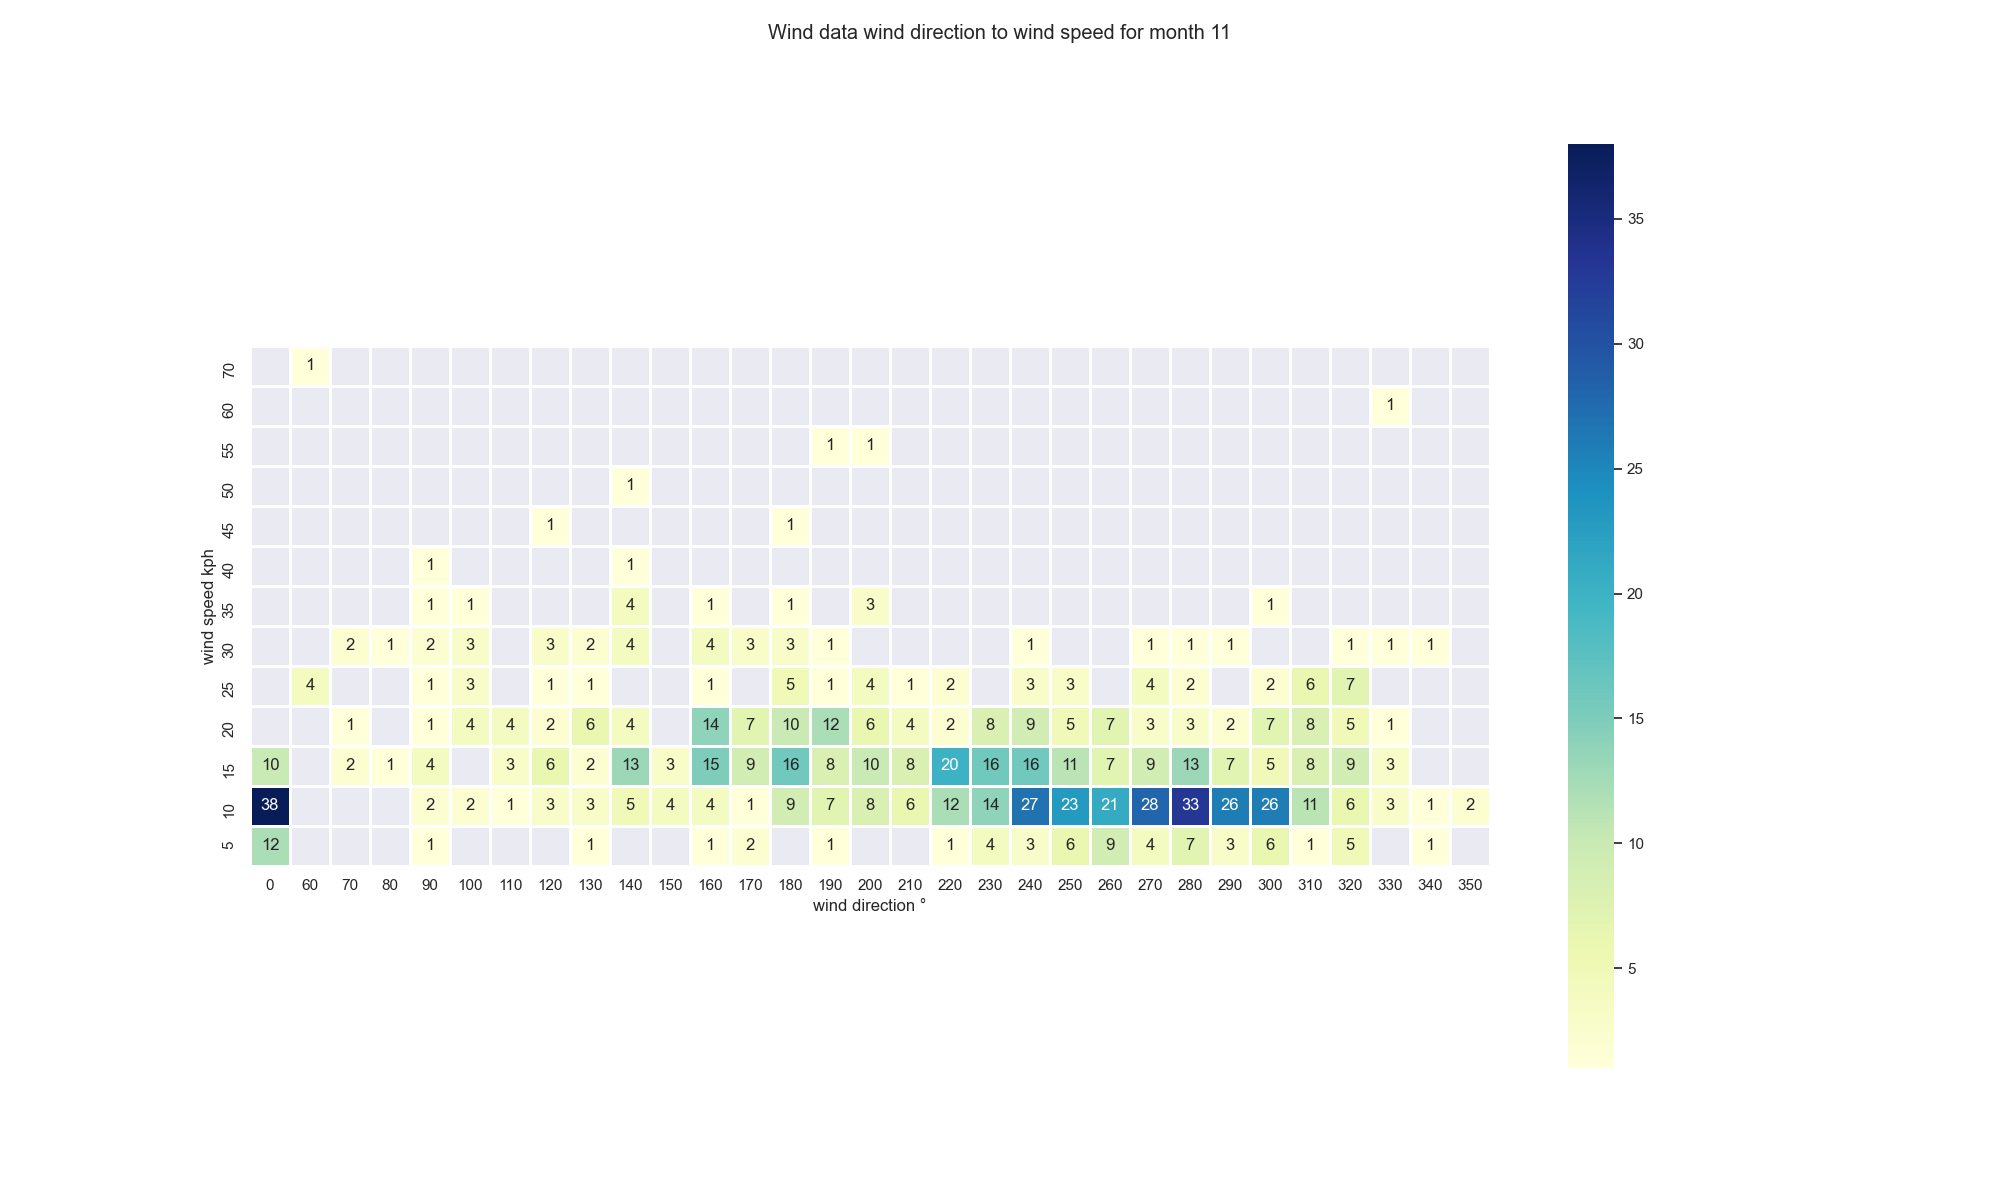 Wind data wind direction to wind speed for month 11
wind speed kph
70 1
60 1
55 1 1
50 1
45 1 1
40 1 1
35 1 1 4 1 1 3 1
30 2 1 2 3 3 2 4 4 3 3 1 1 1 1 1 1 1 1
25 4 1 3 1 1 1 5 1 4 1 2 3 3 4 2 2 6 7
20 1 1 4 4 2 6 4 14 7 10 12 6 4 2 8 9 5 7 3 3 2 7 8 5 1
15 10 2 1 4 3 6 2 13 3 15 9 16 8 10 8 20 16 16 11 7 9 13 7 5 8 9 3
10 38 2 2 1 3 3 5 4 4 1 9 7 8 6 12 14 27 23 21 28 33 26 26 11 6 3 1 2
5 12 1 1 1 2 1 1 4 3 6 9 4 7 3 6 1 5 1
0 60 70 80 90 100 110 120 130 140 150 160 170 180 190 200 210 220 230 240 250 260 270 280 290 300 310 320 330 340 350
wind direction °
35
30
25
20
15
10
5